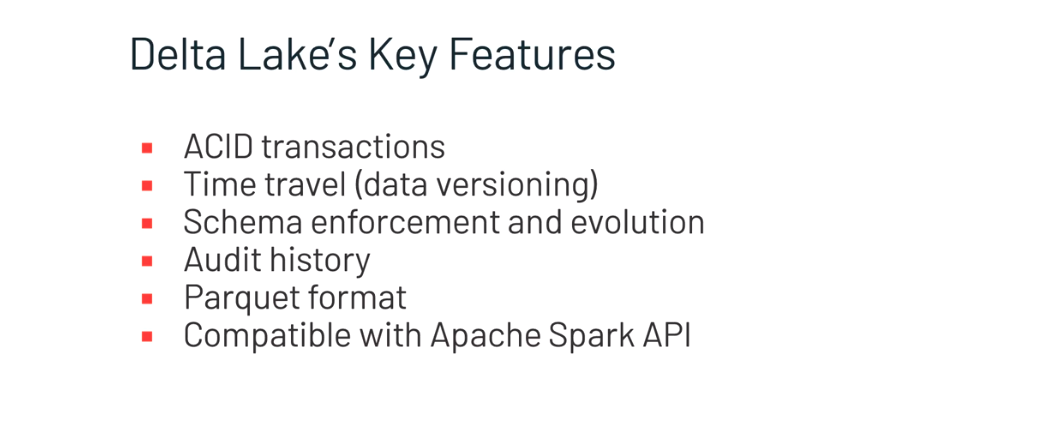 Delta Lake's Key Features
▪ ACID transactions
▪ Time travel (data versioning)
▪ Schema enforcement and evolution
▪ Audit history
▪ Parquet format
▪ Compatible with Apache Spark API